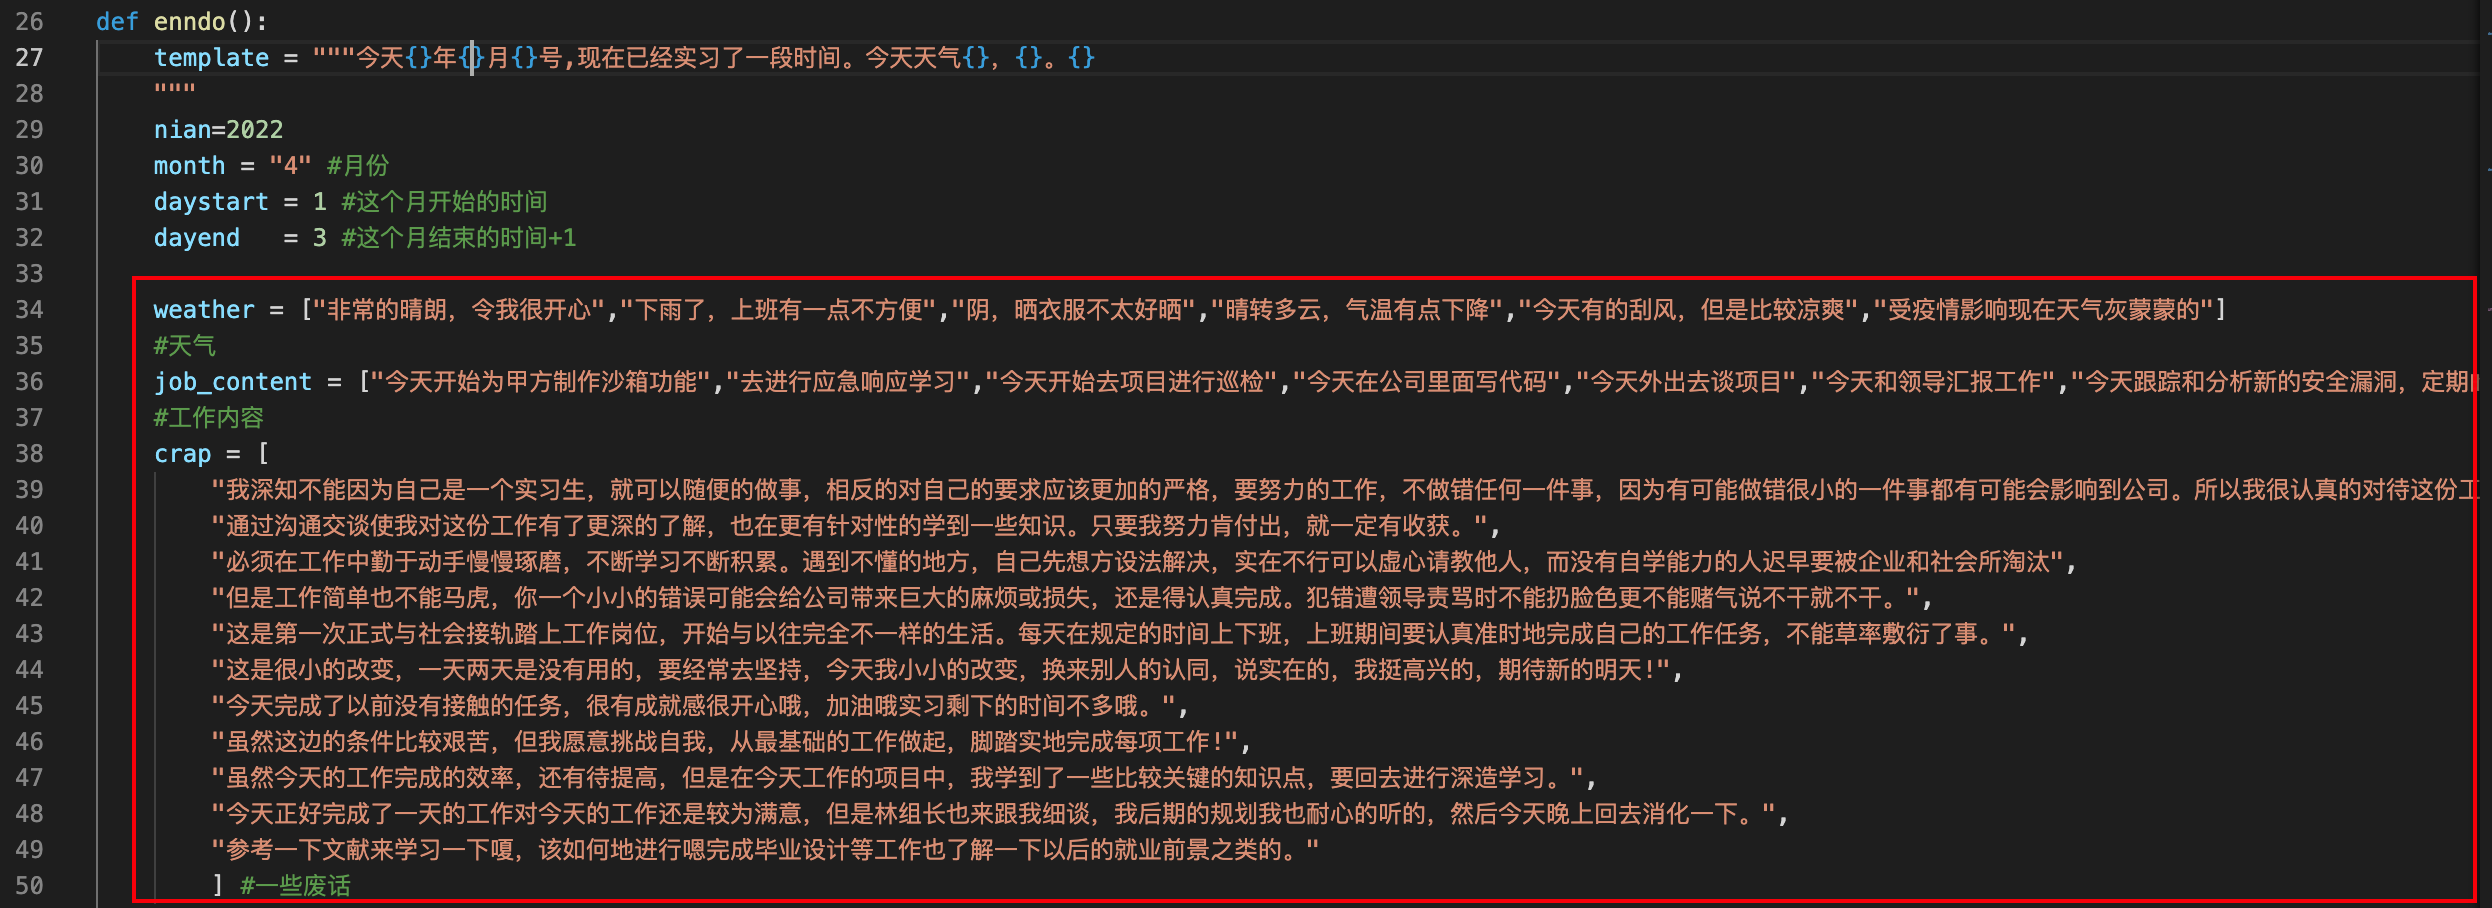 26 def enndo():
27 template = """今天{}年{}月{}号,现在已经实习了一段时间。今天天气{}, {}。{}
28 """
29 nian=2022
30 month = "4" #月份
31 daystart = 1 #这个月开始的时间
32 dayend   = 3 #这个月结束的时间+1
33
34 weather = ["非常的晴朗，令我很开心","下雨了，上班有一点不方便","阴，晒衣服不太好晒","晴转多云，气温有点下降","今天有的刮风，但是比较凉爽","受疫情影响现在天气灰蒙蒙的"]
35 #天气
36 job_content = ["今天开始为甲方制作沙箱功能","去进行应急响应学习","今天开始去项目进行巡检","今天在公司里面写代码","今天外出去谈项目","今天和领导汇报工作","今天跟踪和分析新的安全漏洞，定期
37 #工作内容
38 crap = [
39 "我深知不能因为自己是一个实习生，就可以随便的做事，相反的对自己的要求应该更加的严格，要努力的工作，不做错任何一件事，因为有可能做错很小的一件事都有可能会影响到公司。所以我很认真的对待这份工
40 "通过沟通交谈使我对这份工作有了更深的了解，也在更有针对性的学到一些知识。只要我努力肯付出，就一定有收获。",
41 "必须在工作中勤于动手慢慢琢磨，不断学习不断积累。遇到不懂的地方，自己先想方设法解决，实在不行可以虚心请教他人，而没有自学能力的人迟早要被企业和社会所淘汰",
42 "但是工作简单也不能马虎，你一个小小的错误可能会给公司带来巨大的麻烦或损失，还是得认真完成。犯错遭领导责骂时不能扔脸色更不能赌气说不干就不干。",
43 "这是第一次正式与社会接轨踏上工作岗位，开始与以往完全不一样的生活。每天在规定的时间上下班，上班期间要认真准时地完成自己的工作任务，不能草率敷衍了事。",
44 "这是很小的改变，一天两天是没有用的，要经常去坚持，今天我小小的改变，换来别人的认同，说实在的，我挺高兴的，期待新的明天!",
45 "今天完成了以前没有接触的任务，很有成就感很开心哦，加油哦实习剩下的时间不多哦。",
46 "虽然这边的条件比较艰苦，但我愿意挑战自我，从最基础的工作做起，脚踏实地完成每项工作!",
47 "虽然今天的工作完成的效率，还有待提高，但是在今天工作的项目中，我学到了一些比较关键的知识点，要回去进行深造学习。",
48 "今天正好完成了一天的工作对今天的工作还是较为满意，但是林组长也来跟我细谈，我后期的规划我也耐心的听的，然后今天晚上回去消化一下。",
49 "参考一下文献来学习一下嗄，该如何地进行嗯完成毕业设计等工作也了解一下以后的就业前景之类的。"
50 ] #一些废话